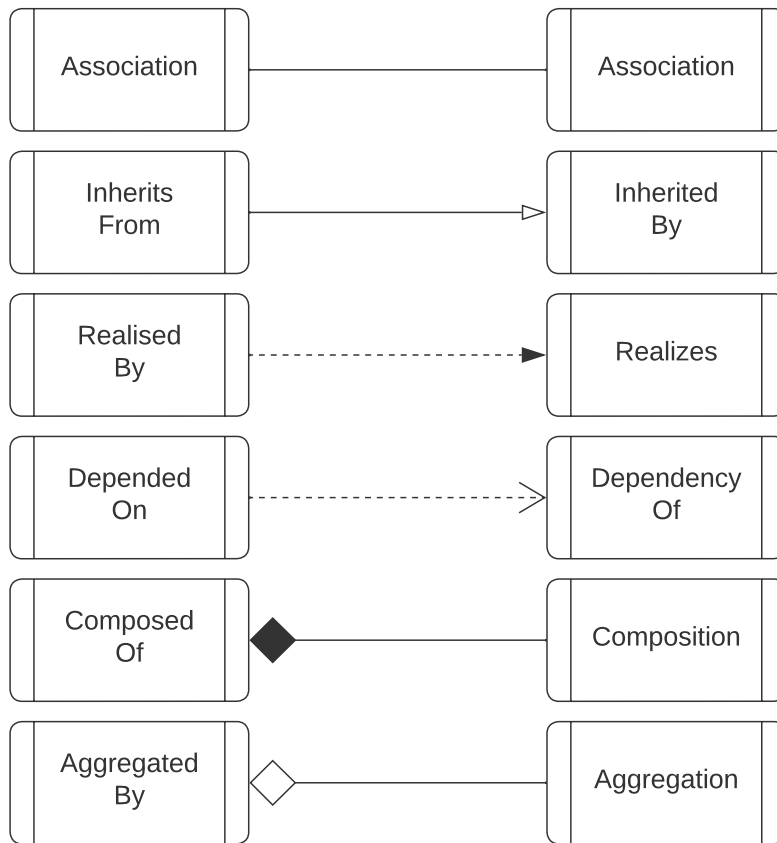 Association
Association
Inherits
From
Inherited
By
Realised
By
Realizes
Depended
On
Dependency
Of
Composed
Of
Composition
Aggregated
By
Aggregation